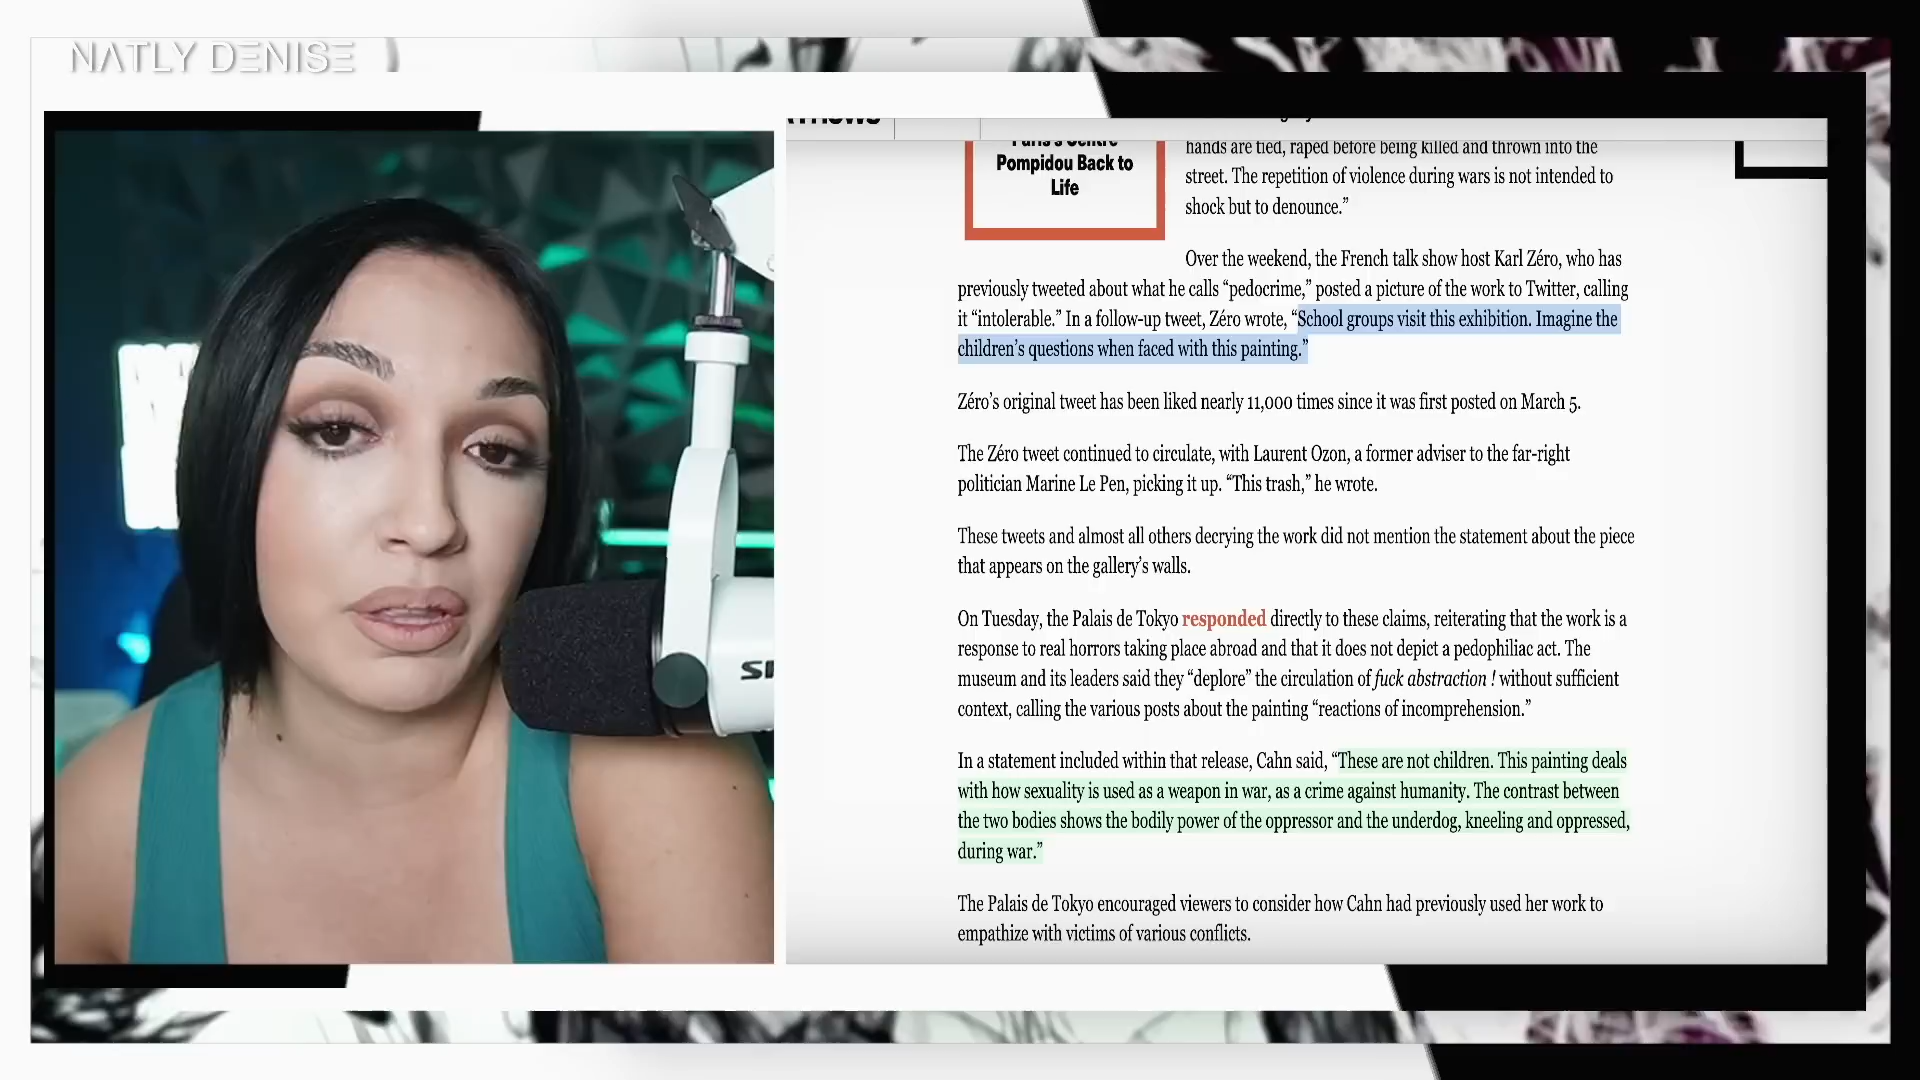 NATLY DENISE
Pompidou Back to
Life
hands are tied, raped before being killed and thrown into the
street. The repetition of violence during wars is not intended to
shock but to denounce.”
Over the weekend, the French talk show host Karl Zéro, who has
previously tweeted about what he calls “pedocrime,” posted a picture of the work to Twitter, calling
it “intolerable.” In a follow-up tweet, Zéro wrote, “School groups visit this exhibition. Imagine the
children’s questions when faced with this painting.”
Zéro’s original tweet has been liked nearly 11,000 times since it was first posted on March 5.
The Zéro tweet continued to circulate, with Laurent Ozon, a former adviser to the far-right
politician Marine Le Pen, picking it up. “This trash,” he wrote.
These tweets and almost all others decrying the work did not mention the statement about the piece
that appears on the gallery’s walls.
On Tuesday, the Palais de Tokyo responded directly to these claims, reiterating that the work is a
response to real horrors taking place abroad and that it does not depict a pedophiliac act. The
museum and its leaders said they “deplore” the circulation of fuck abstraction ! without sufficient
context, calling the various posts about the painting “reactions of incomprehension.”
In a statement included within that release, Cahn said, “These are not children. This painting deals
with how sexuality is used as a weapon in war, as a crime against humanity. The contrast between
the two bodies shows the bodily power of the oppressor and the underdog, kneeling and oppressed,
during war.”
The Palais de Tokyo encouraged viewers to consider how Cahn had previously used her work to
empathize with victims of various conflicts.